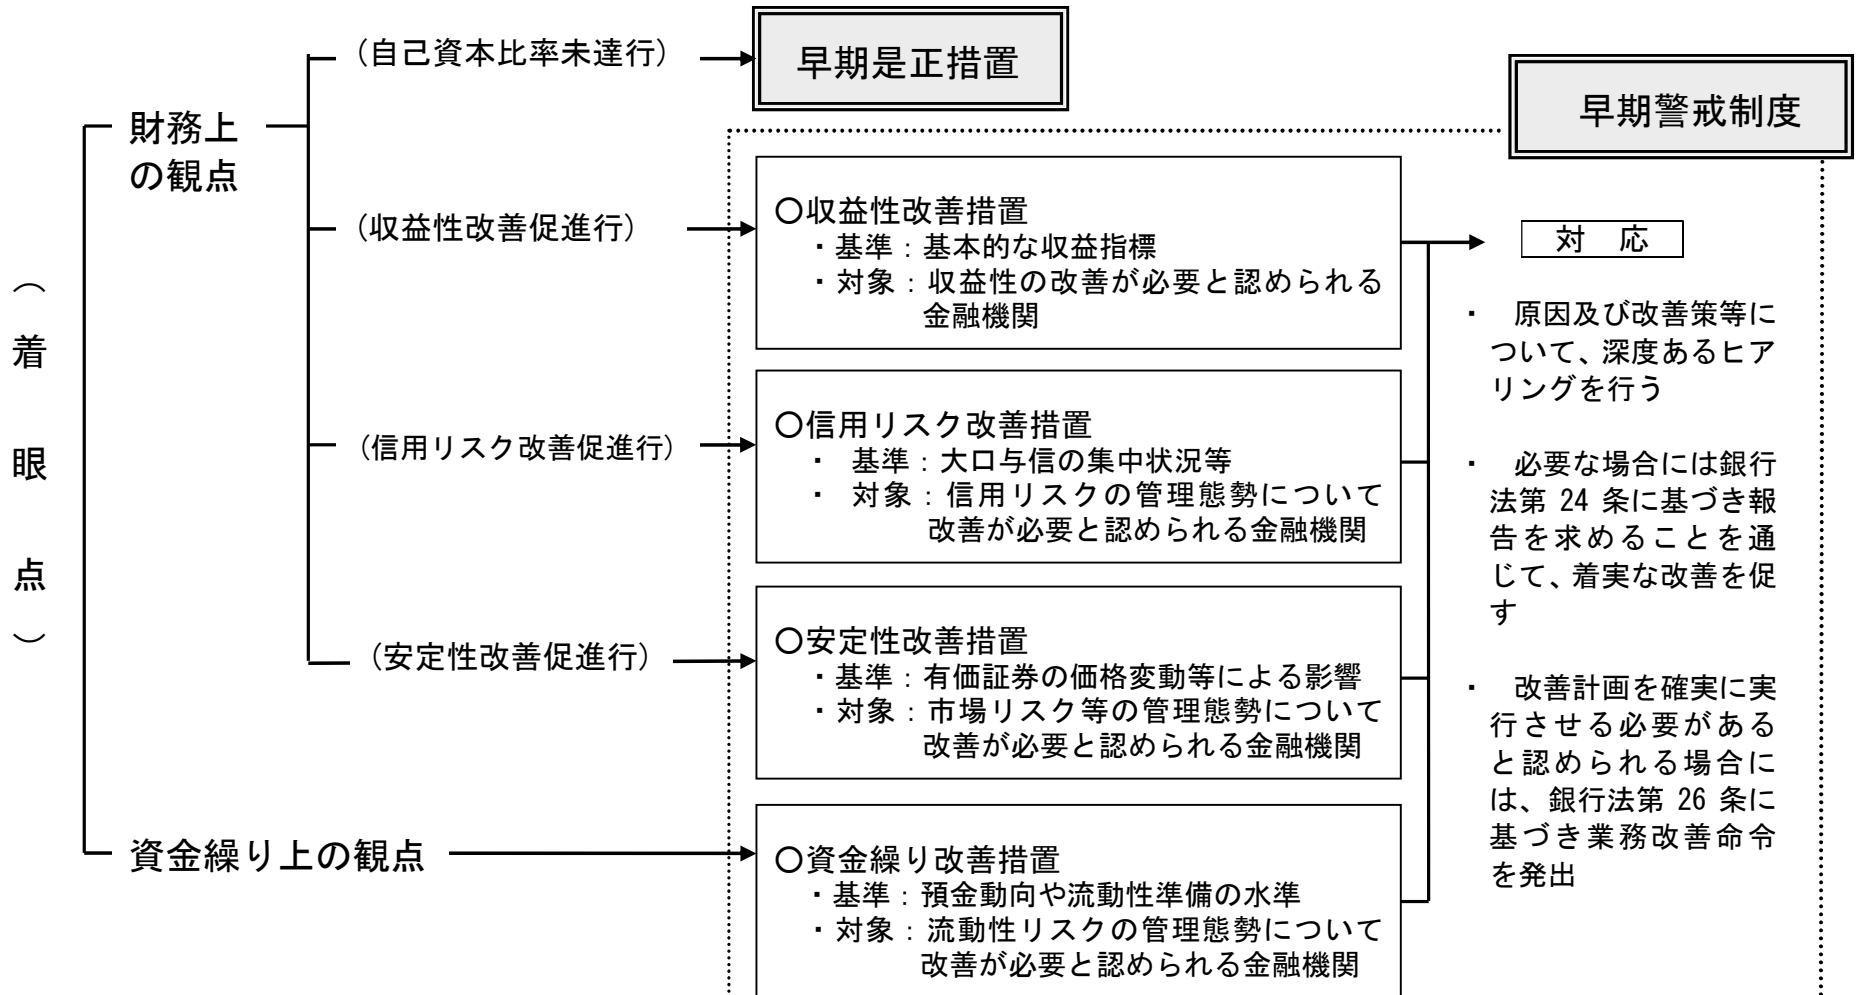 （着眼点）
財務上
の観点
（自己資本比率未達行）
早期是正措置
早期警戒制度
（収益性改善促進行）
○収益性改善措置
・基準：基本的な収益指標
・対象：収益性の改善が必要と認められる
金融機関
（信用リスク改善促進行）
○信用リスク改善措置
・　基準：大口与信の集中状況等
・　対象：信用リスクの管理態勢について
改善が必要と認められる金融機関
（安定性改善促進行）
○安定性改善措置
・基準：有価証券の価格変動等による影響
・対象：市場リスク等の管理態勢について
改善が必要と認められる金融機関
資金繰り上の観点
○資金繰り改善措置
・基準：預金動向や流動性準備の水準
・対象：流動性リスクの管理態勢について
改善が必要と認められる金融機関
対　応
・　原因及び改善策等に
ついて、深度あるヒア
リングを行う
・　必要な場合には銀行
法第 24 条に基づき報
告を求めることを通
じて、着実な改善を促
す
・　改善計画を確実に実
行させる必要がある
と認められる場合に
は、銀行法第 26 条に
基づき業務改善命令
を発出